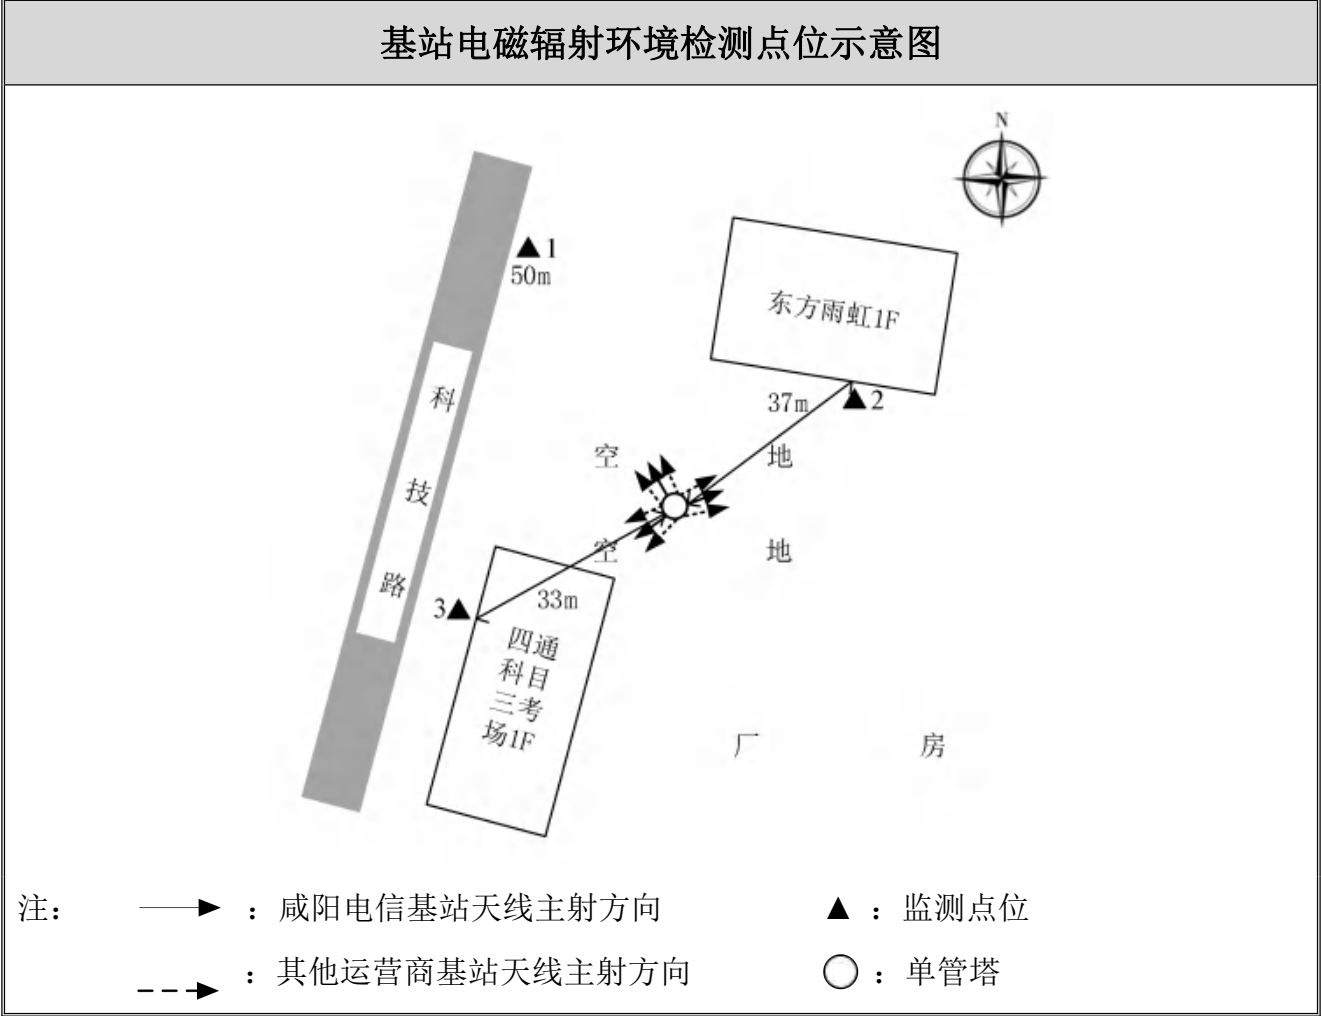 基站电磁辐射环境检测点位示意图
N
1
50m
东方雨虹1F
科
技
路
37m
2
空 地
空 地
3
33m
四通
科目
三考
场1F
厂 房
注：
：咸阳电信基站天线主射方向
：监测点位
：其他运营商基站天线主射方向
：单管塔